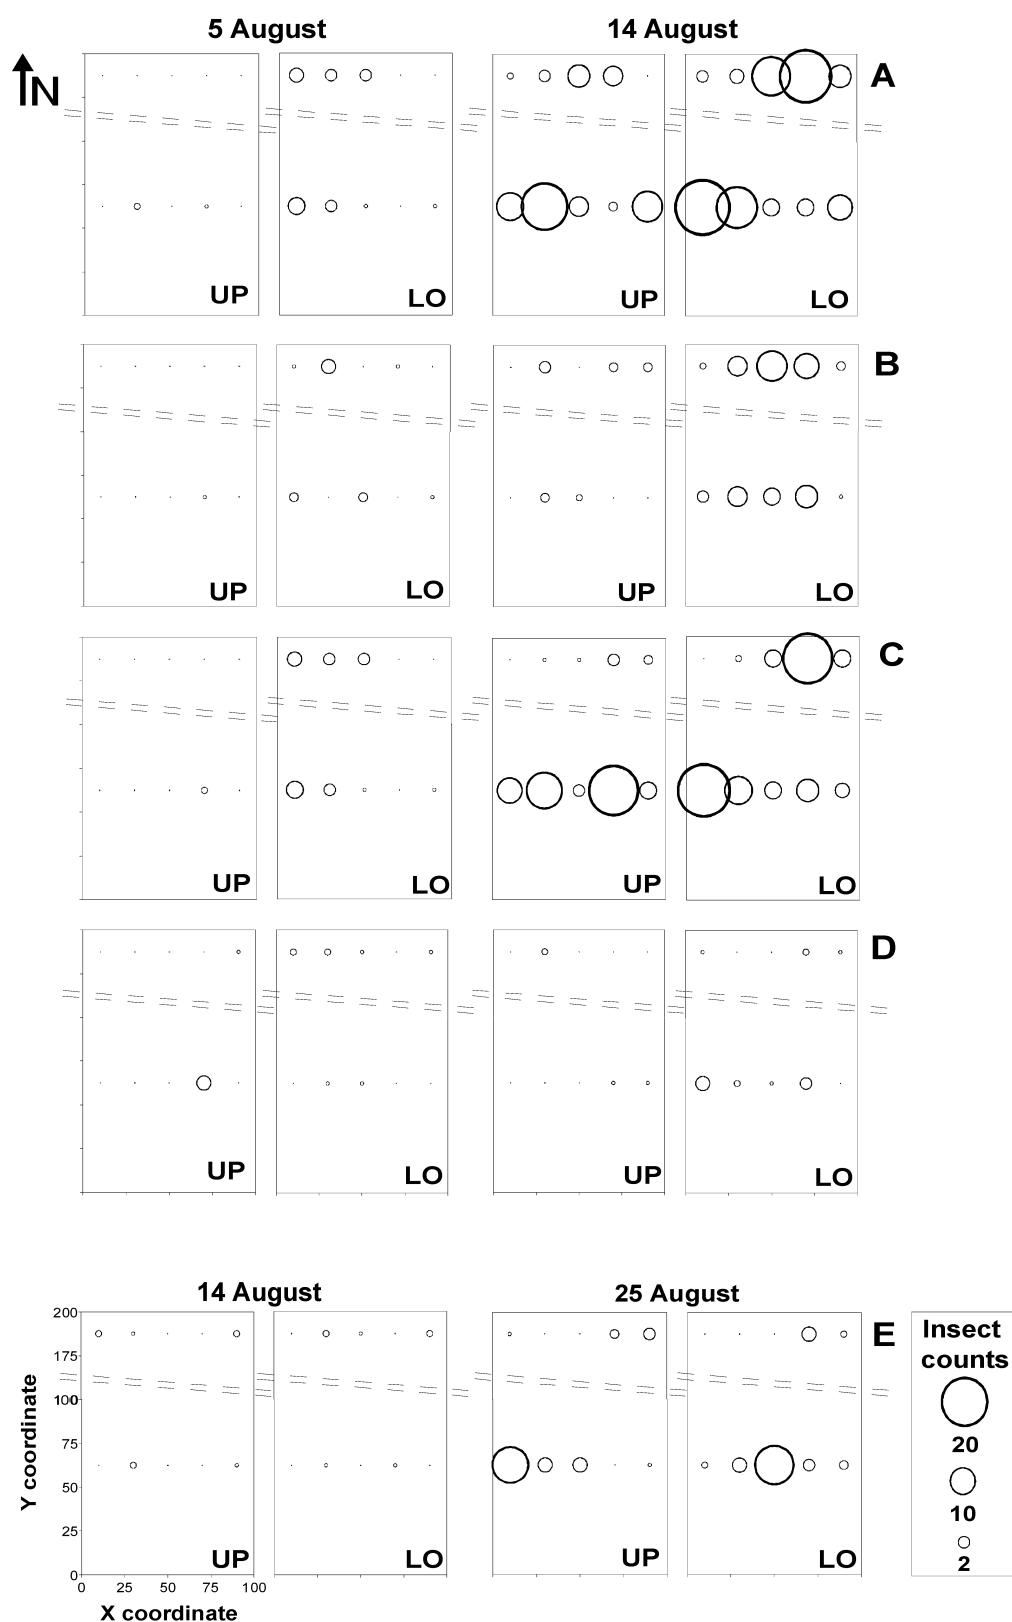 5 August 14 August
N
A
UP LO UP LO
B
UP LO UP LO
C
UP LO UP LO
D
UP LO UP LO
14 August 25 August
E
Insect
counts
20
10
2
200
175
100
75
50
25
0
Y coordinate
UP LO UP LO
0 25 50 75 100
X coordinate